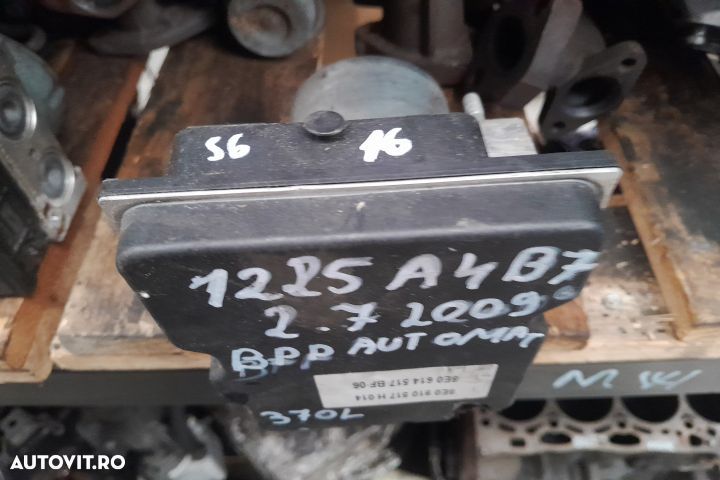 S6 16
1225 A4 B7
2.7 2009
BPP AUTOMAT
8E0 614 517 BF 06
8E0 910 517 H 014
370L
AUTOVIT.RO